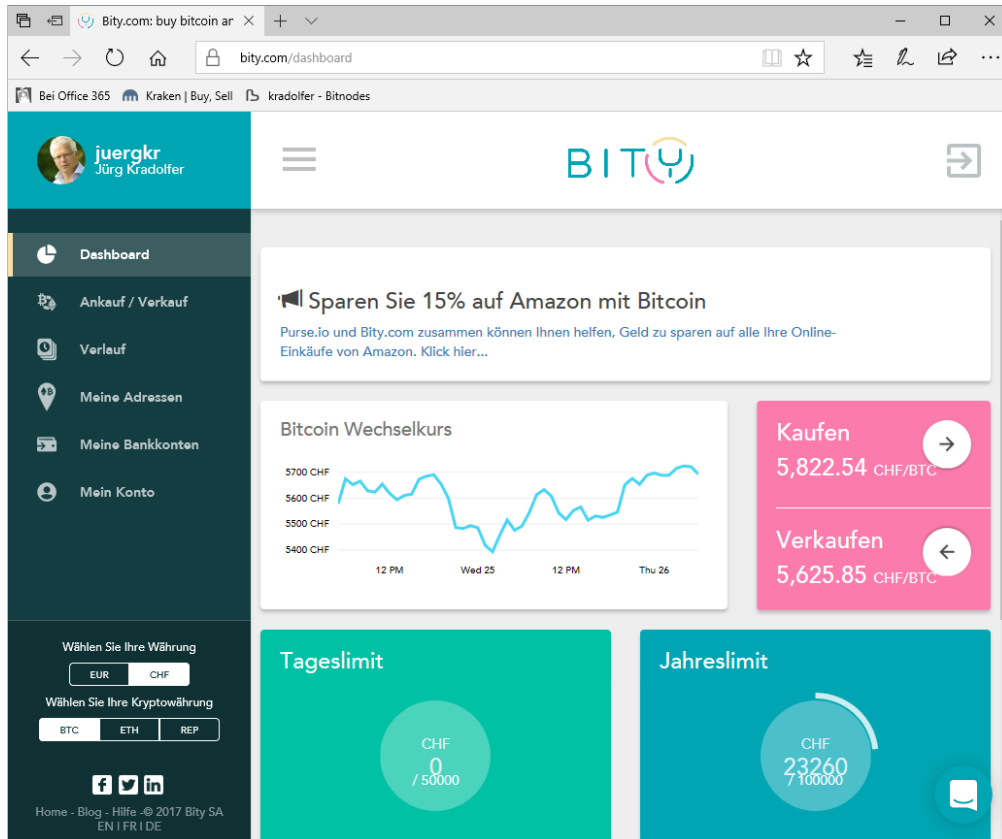 Bity.com: buy bitcoin ar
bity.com/dashboard
Bei Office 365 Kraken | Buy, Sell kradolfer - Bitnodes
juergkr
Jürg Kradolfer
BITY
Dashboard
Ankauf / Verkauf
Verlauf
Meine Adressen
Meine Bankkonten
Mein Konto
Sparen Sie 15% auf Amazon mit Bitcoin
Purse.io und Bity.com zusammen können Ihnen helfen, Geld zu sparen auf alle Ihre Online-
Einkäufe von Amazon. Klick hier...
Bitcoin Wechselkurs
5700 CHF
5600 CHF
5500 CHF
5400 CHF
12 PM Wed 25 12 PM Thu 26
Kaufen
5,822.54 CHF/BTC
Verkaufen
5,625.85 CHF/BTC
Wählen Sie Ihre Währung
EUR CHF
Wählen Sie Ihre Kryptowährung
BTC ETH REP
Home - Blog - Hilfe -© 2017 Bity SA
EN | FR | DE
Tageslimit
CHF
0
/ 50000
Jahreslimit
CHF
23260
/ 100000